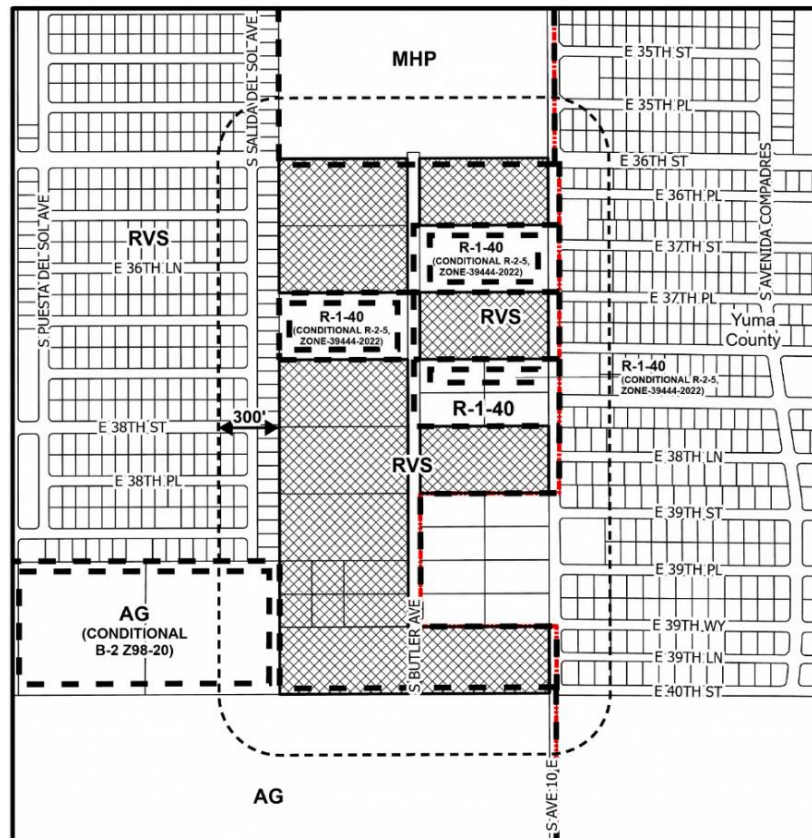 MHP
S SALIDA DEL SOL AVE
E 35TH ST
E 35TH PL
E 36TH ST
E 36TH PL
S AVENIDA COMPADRES
S PUESTA DEL SOL AVE
RVS
E 36TH LN
R-1-40
(CONDITIONAL R-2-5,
ZONE-39444-2022)
E 37TH ST
E 37TH PL
R-1-40
(CONDITIONAL R-2-5,
ZONE-39444-2022)
RVS
Yuma
County
R-1-40
(CONDITIONAL R-2-5,
ZONE-39444-2022)
R-1-40
300'
E 38TH ST
RVS
E 38TH LN
E 38TH PL
E 39TH ST
E 39TH PL
AG
(CONDITIONAL
B-2 Z98-20)
S BUTLER AVE
E 39TH WY
E 39TH LN
E 40TH ST
AG
S AVE 10 E